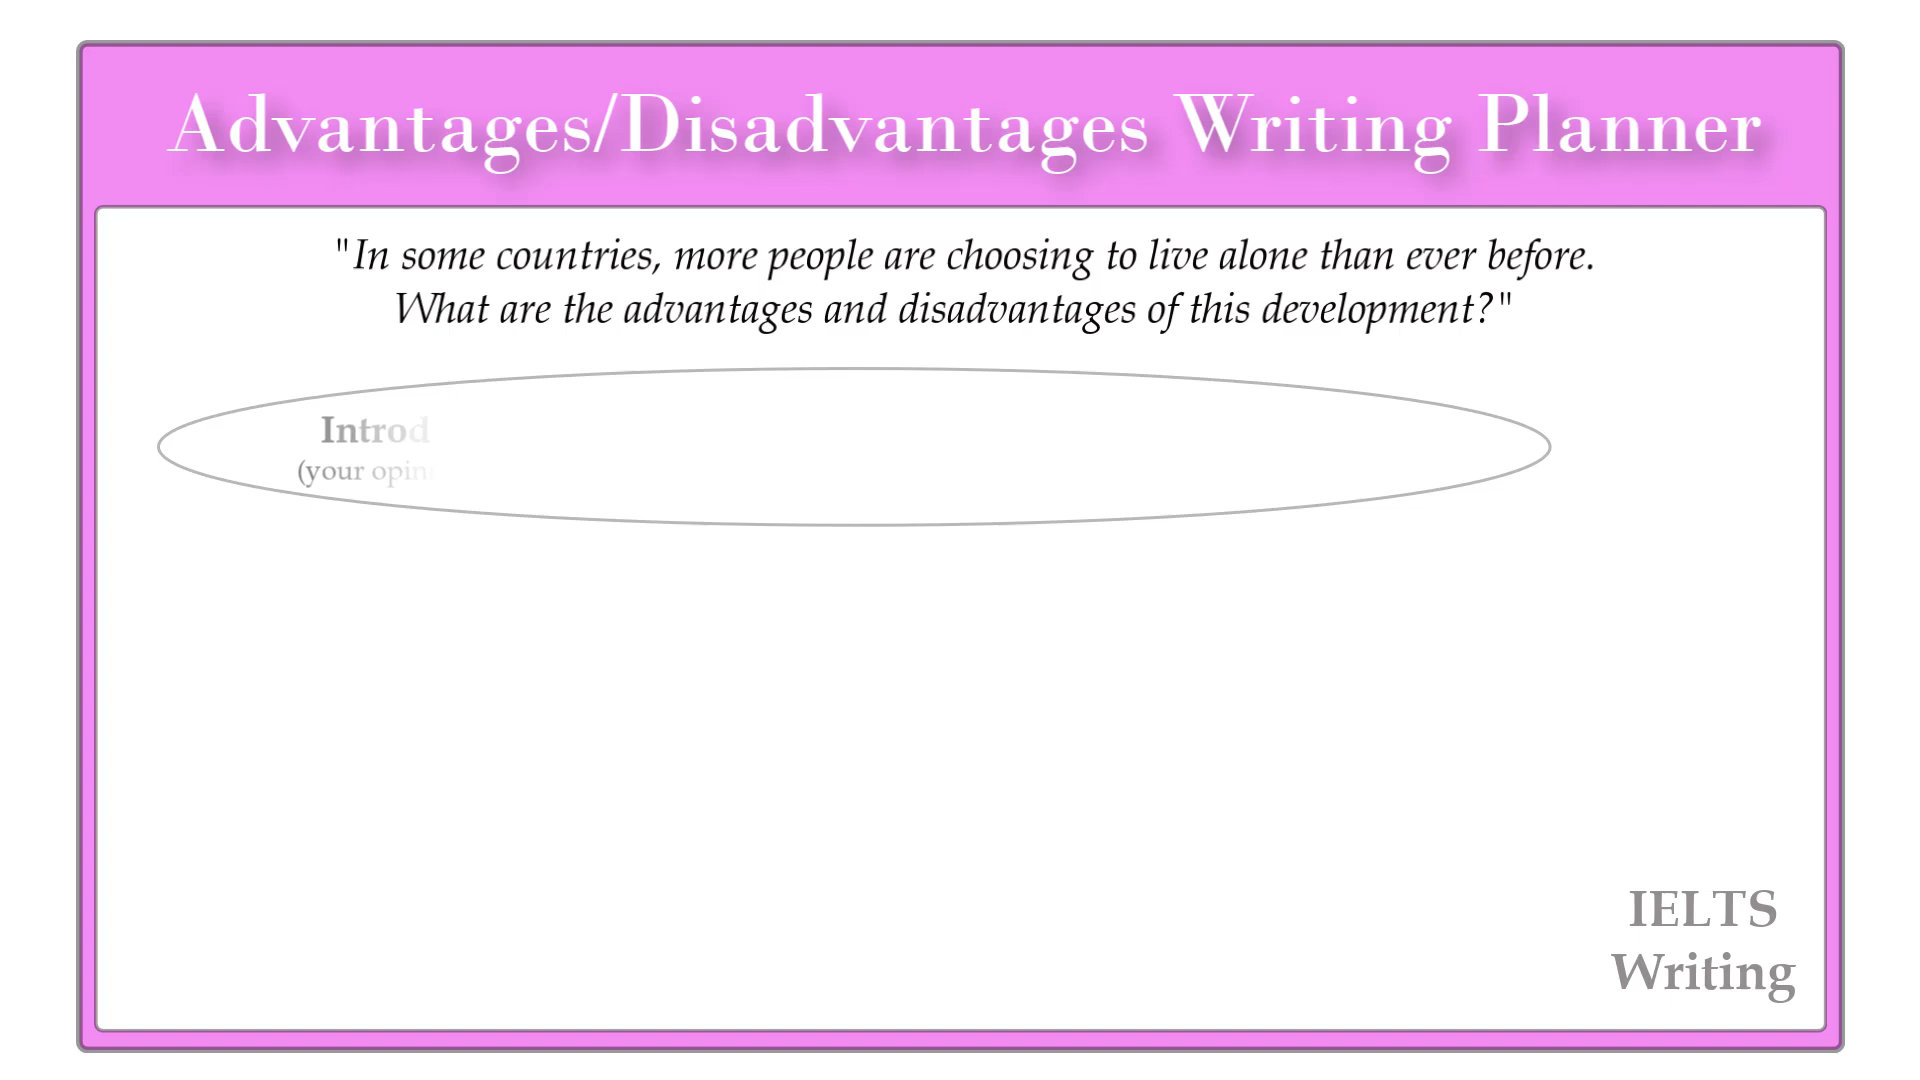 Advantages/Disadvantages Writing Planner
"In some countries, more people are choosing to live alone than ever before.
What are the advantages and disadvantages of this development?"
Introd
(your opin
IELTS
Writing